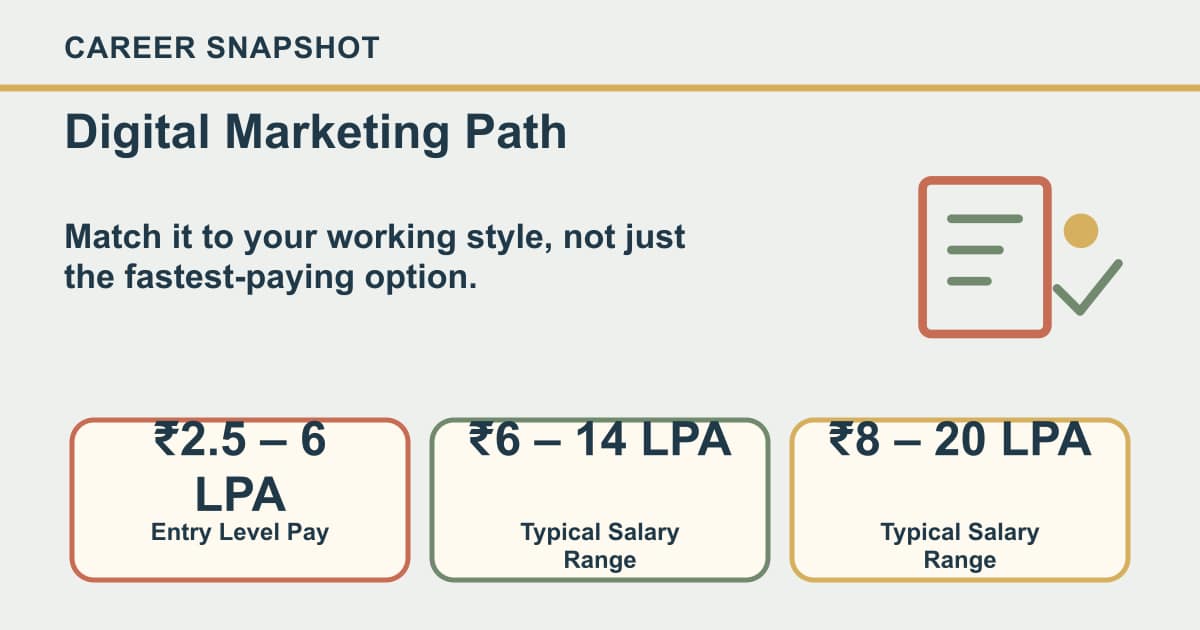 CAREER SNAPSHOT
Digital Marketing Path
Match it to your working style, not just
the fastest-paying option.
₹2.5 – 6
LPA
Entry Level Pay
₹6 – 14 LPA
Typical Salary
Range
₹8 – 20 LPA
Typical Salary
Range